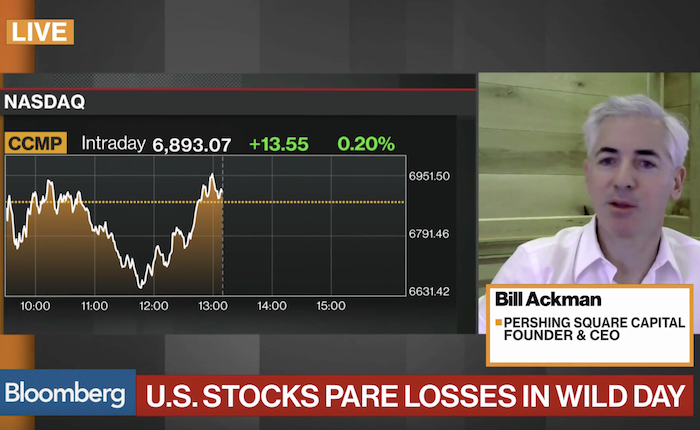 LIVE
NASDAQ
CCMP Intraday 6,893.07 +13.55 0.20%
6951.50
6791.46
6631.42
10:00 11:00 12:00 13:00 14:00 15:00
Bill Ackman
PERSHING SQUARE CAPITAL
FOUNDER & CEO
Bloomberg
U.S. STOCKS PARE LOSSES IN WILD DAY